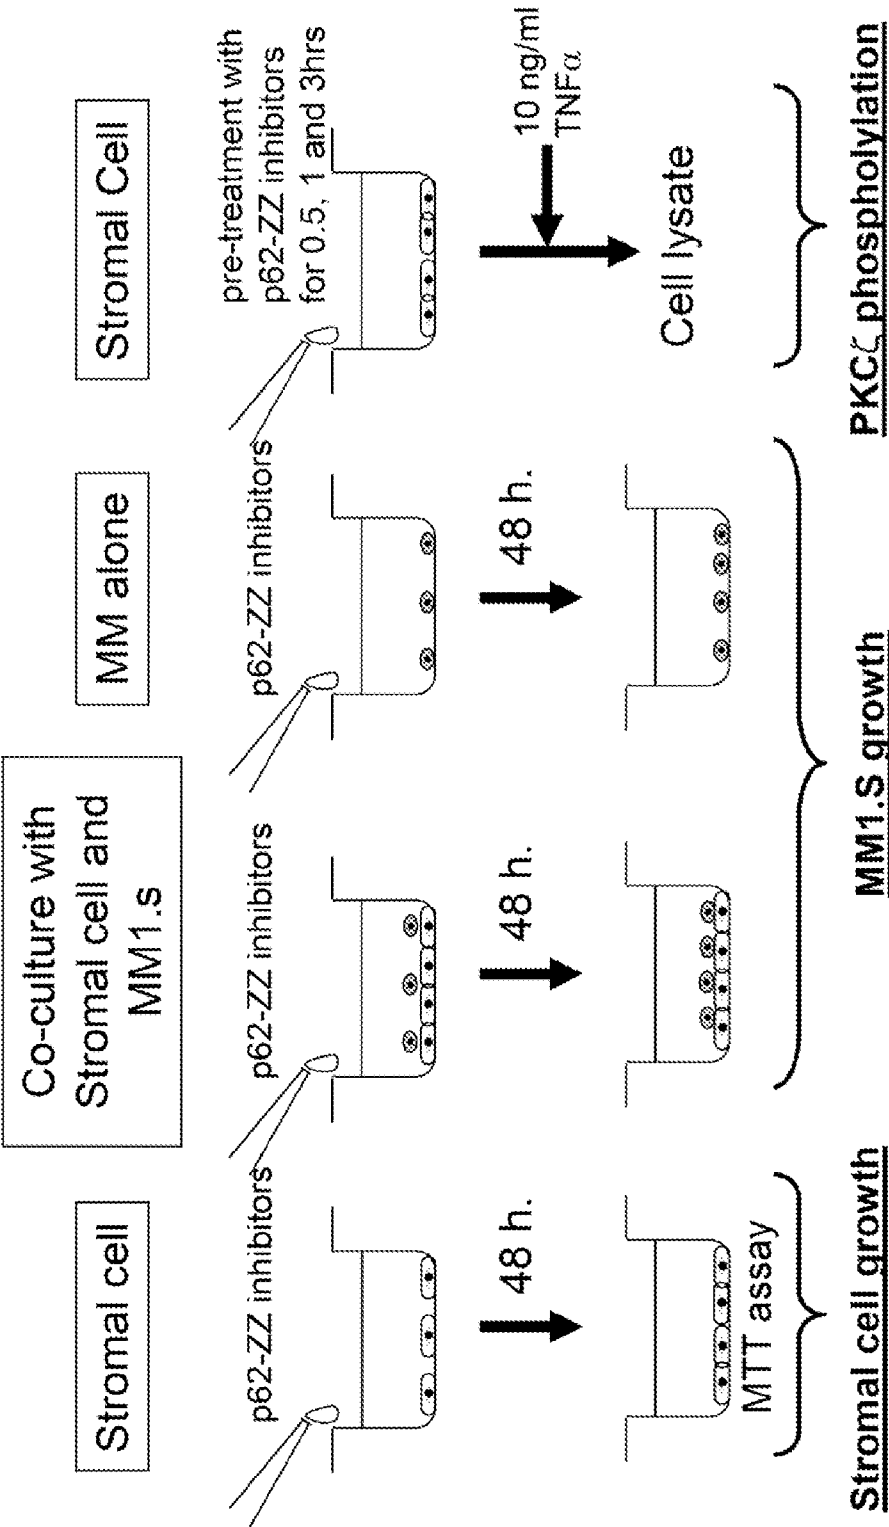 Stromal cell
Co-culture with
Stromal cell and
MM1.s
MM alone
Stromal Cell
p62-ZZ inhibitors
p62-ZZ inhibitors
p62-ZZ inhibitors
pre-treatment with
p62-ZZ inhibitors
for 0.5, 1 and 3hrs
48 h.
48 h.
48 h.
10 ng/ml
TNFα
Cell lysate
MTT assay
Stromal cell growth
MM1.S growth
PKCζ phospholylation